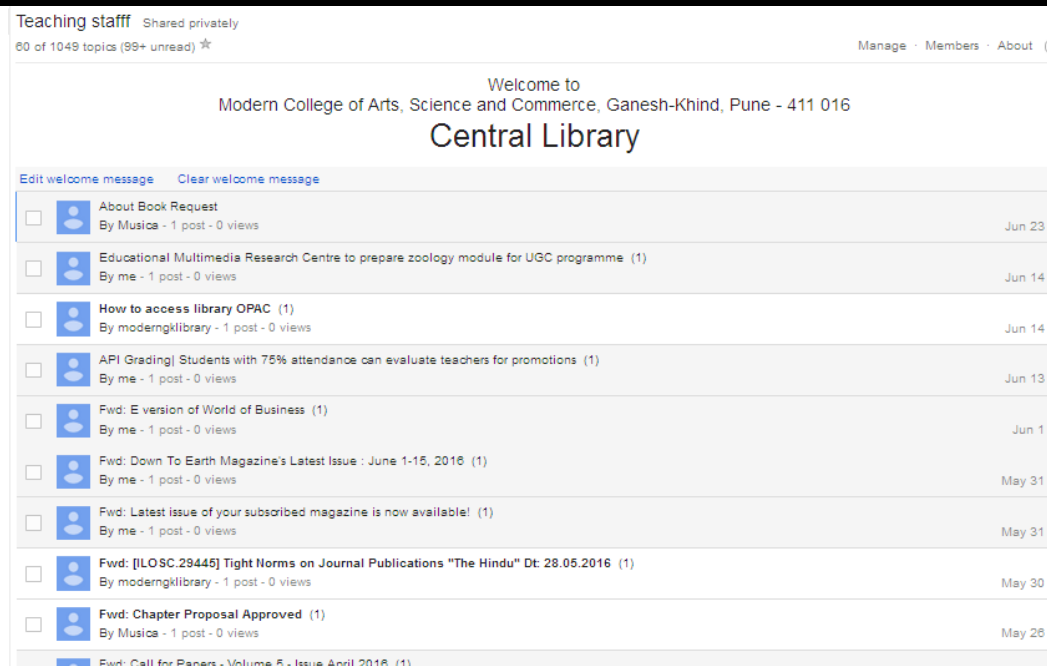 Teaching stafff Shared privately
60 of 1049 topics (99+ unread)
Manage · Members · About
Welcome to
Modern College of Arts, Science and Commerce, Ganesh-Khind, Pune - 411 016
Central Library
Edit welcome message Clear welcome message
About Book Request
By Musica - 1 post - 0 views Jun 23
Educational Multimedia Research Centre to prepare zoology module for UGC programme (1)
By me - 1 post - 0 views Jun 14
How to access library OPAC (1)
By moderngklibrary - 1 post - 0 views Jun 14
API Grading| Students with 75% attendance can evaluate teachers for promotions (1)
By me - 1 post - 0 views Jun 13
Fwd: E version of World of Business (1)
By me - 1 post - 0 views Jun 1
Fwd: Down To Earth Magazine's Latest Issue : June 1-15, 2016 (1)
By me - 1 post - 0 views May 31
Fwd: Latest issue of your subscribed magazine is now available! (1)
By me - 1 post - 0 views May 31
Fwd: [ILOSC.29445] Tight Norms on Journal Publications "The Hindu" Dt: 28.05.2016 (1)
By moderngklibrary - 1 post - 0 views May 30
Fwd: Chapter Proposal Approved (1)
By Musica - 1 post - 0 views May 26
Fwd: Call for Papers - Volume 5 - Issue April 2016 (1)